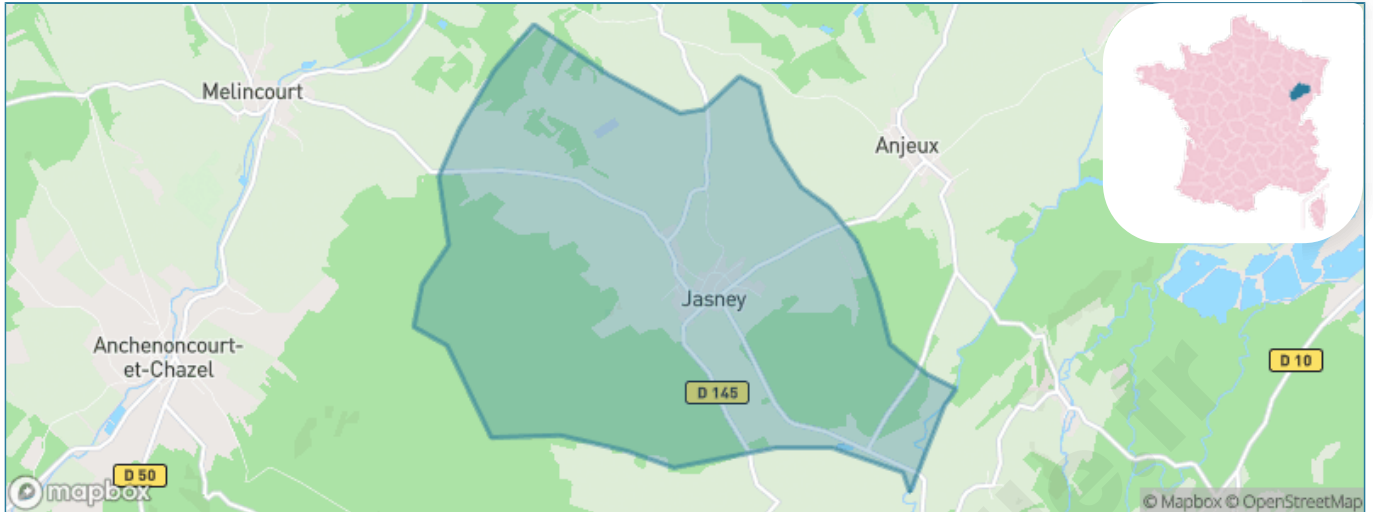 Melincourt
Anjeux
Jasney
Anchenoncourt-
et-Chazel
D 10
D 145
D 50
mapbox
© Mapbox © OpenStreetMap